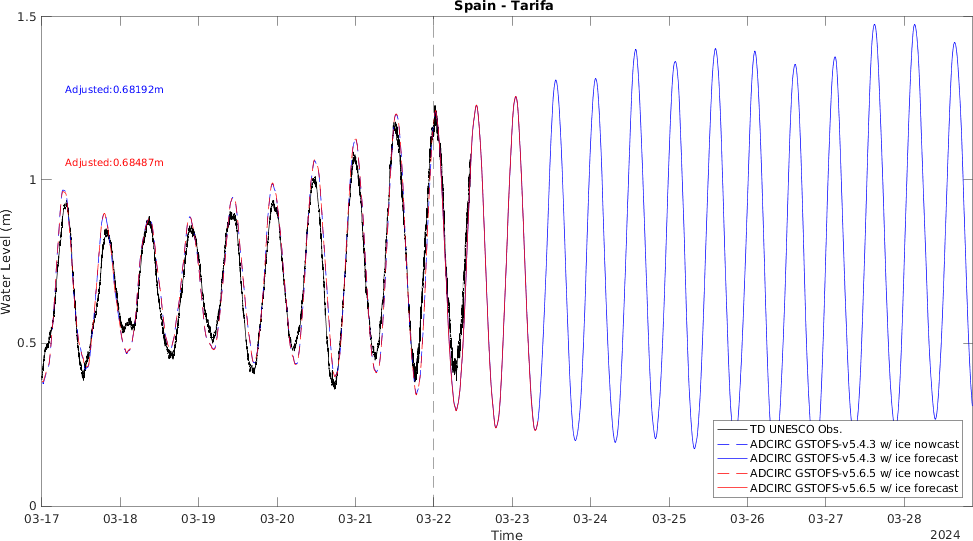 Spain - Tarifa
1.5
1
0.5
0
Water Level (m)
Adjusted:0.68192m
Adjusted:0.68487m
TD UNESCO Obs.
ADCIRC GSTOFS-v5.4.3 w/ ice nowcast
ADCIRC GSTOFS-v5.4.3 w/ ice forecast
ADCIRC GSTOFS-v5.6.5 w/ ice nowcast
ADCIRC GSTOFS-v5.6.5 w/ ice forecast
03-17 03-18 03-19 03-20 03-21 03-22 03-23 03-24 03-25 03-26 03-27 03-28
Time
2024